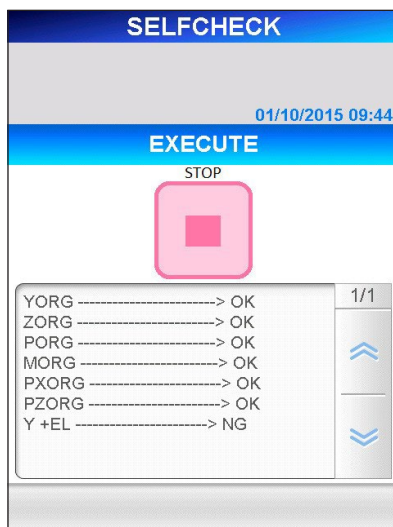 SELFCHECK
01/10/2015 09:44
EXECUTE
STOP
1/1
YORG -----------------------> OK
ZORG -----------------------> OK
PORG -----------------------> OK
MORG ----------------------> OK
PXORG ---------------------> OK
PZORG ---------------------> OK
Y +EL ----------------------> NG